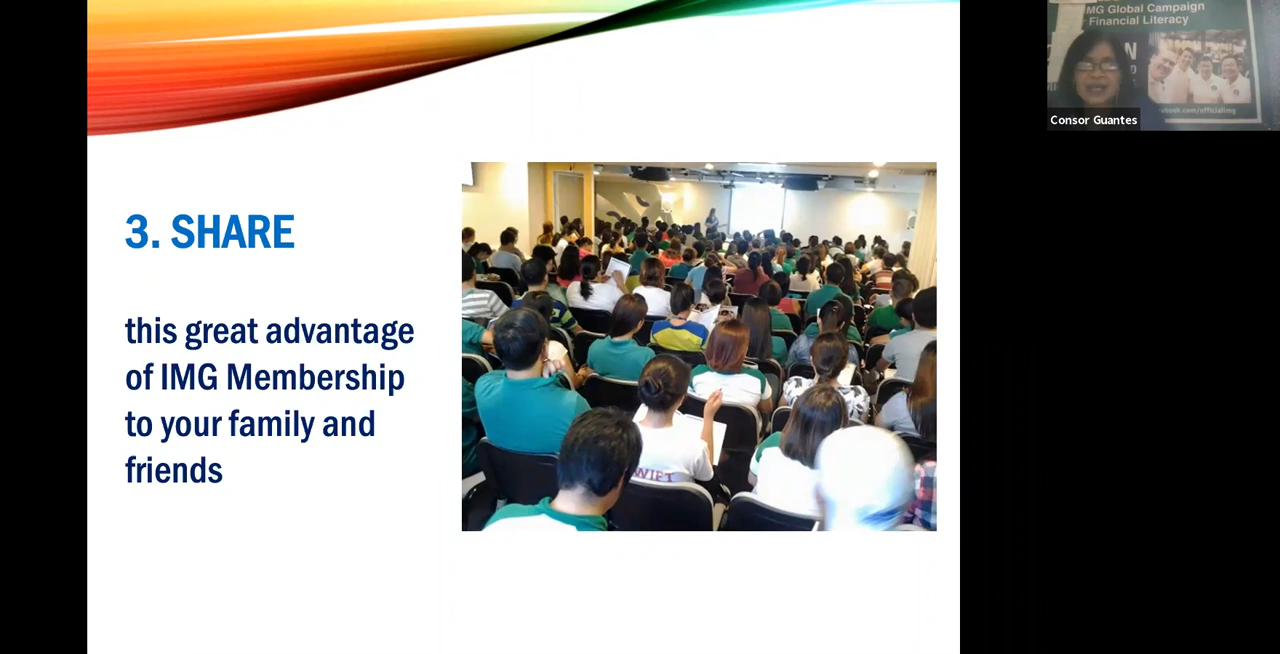 3. SHARE
this great advantage
of IMG Membership
to your family and
friends
MG Global Campaign
Financial Literacy
Consor Guantes